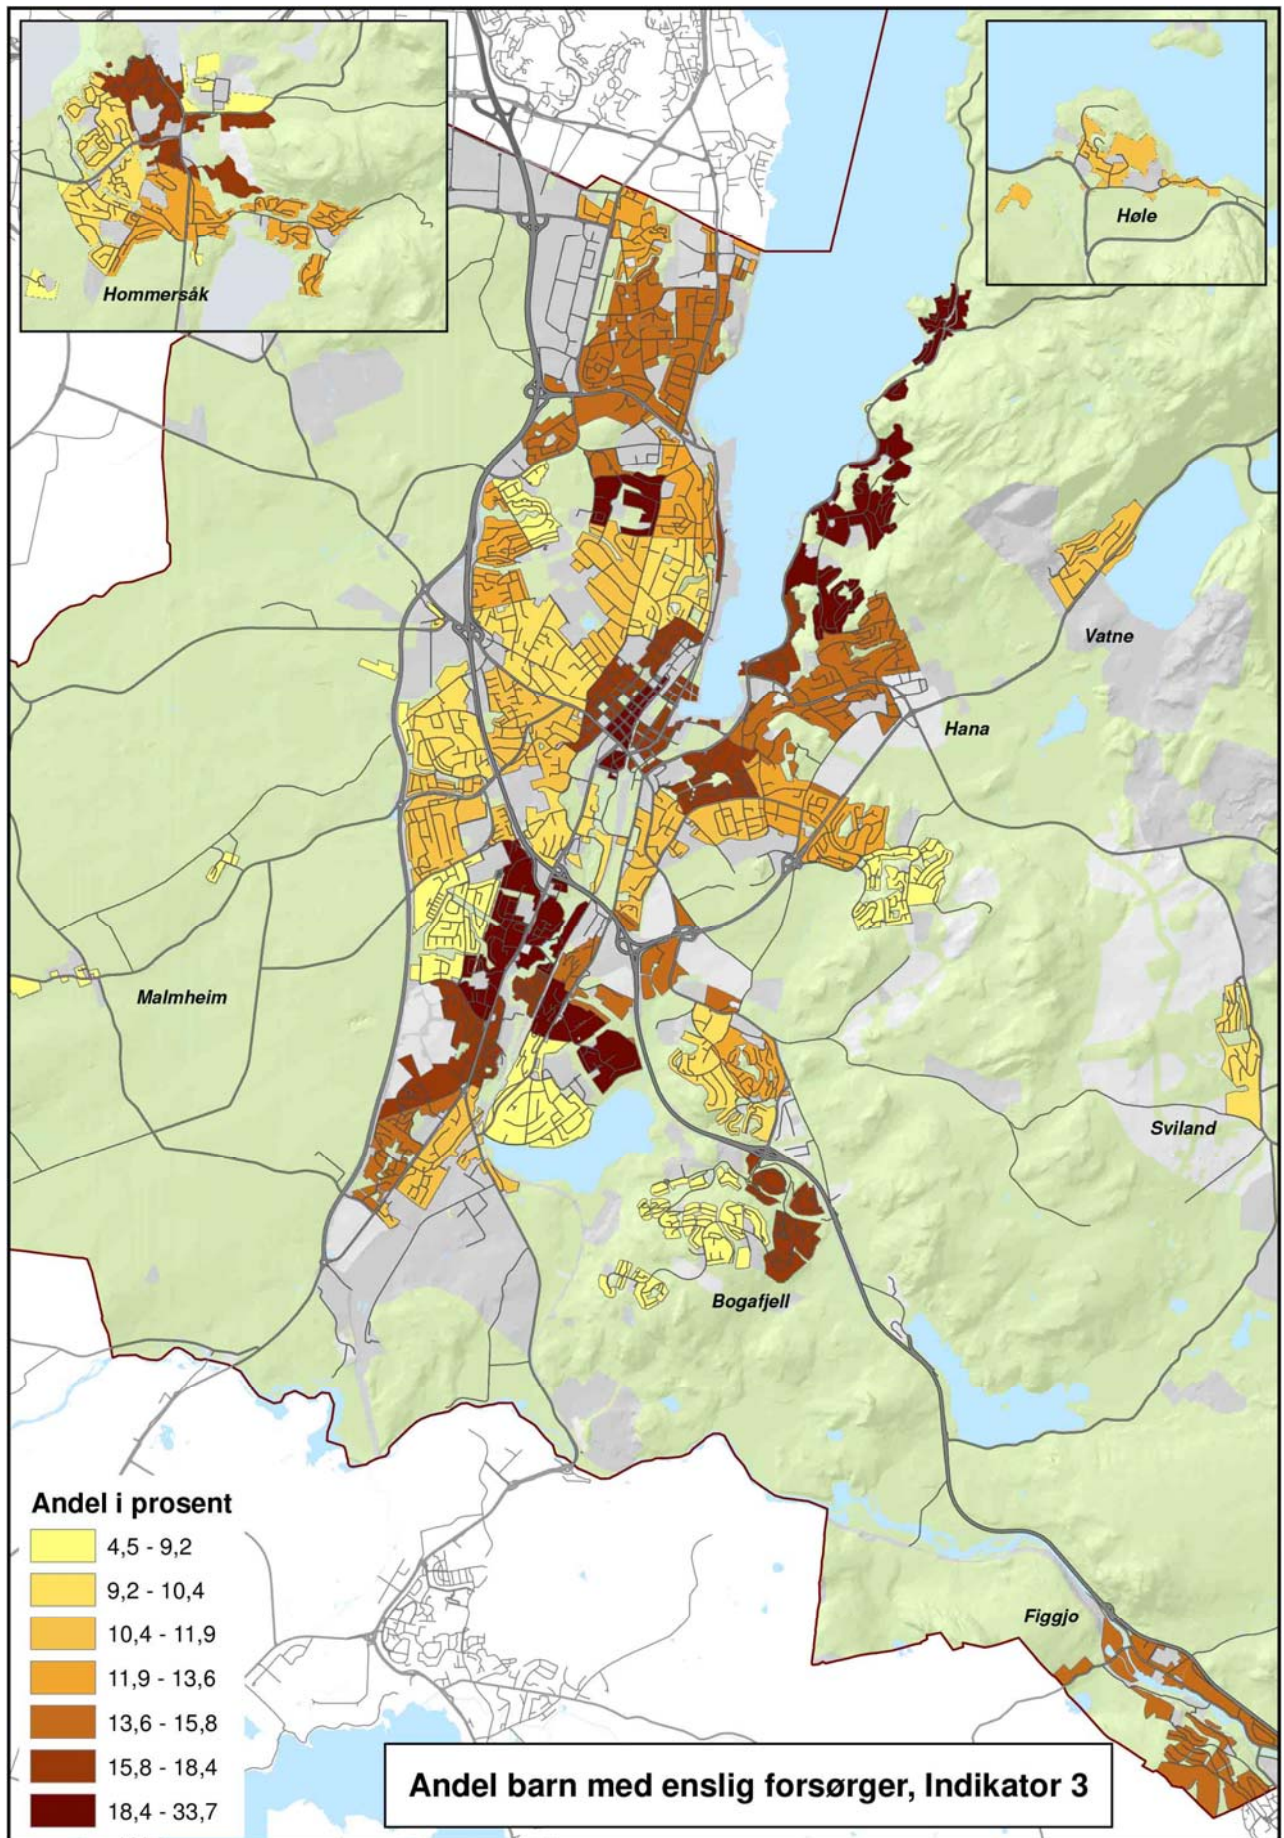 Hommersåk
Høle
Vatne
Hana
Malmheim
Sviland
Bogafjell
Figgjo
Andel i prosent
4,5 - 9,2
9,2 - 10,4
10,4 - 11,9
11,9 - 13,6
13,6 - 15,8
15,8 - 18,4
18,4 - 33,7
Andel barn med enslig forsørger, Indikator 3